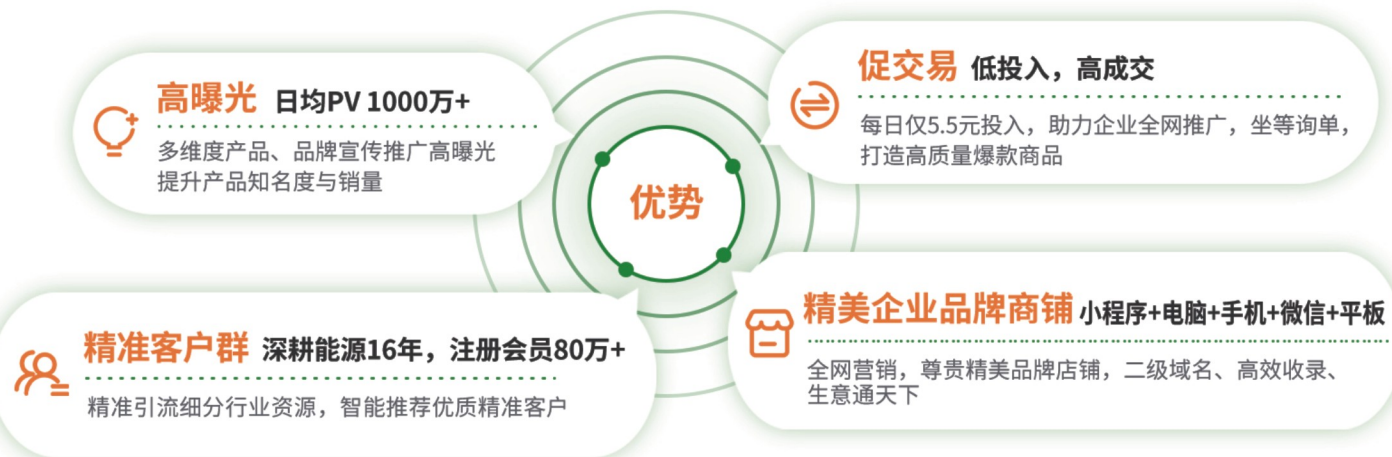 高曝光 日均PV 1000万+
多维度产品、品牌宣传推广高曝光
提升产品知名度与销量
促交易 低投入，高成交
每日仅5.5元投入，助力企业全网推广，坐等询单，
打造高质量爆款商品
优势
精准客户群 深耕能源16年，注册会员80万+
精准引流细分行业资源，智能推荐优质精准客户
精美企业品牌商铺 小程序+电脑+手机+微信+平板
全网营销，尊贵精美品牌店铺，二级域名、高效收录、
生意通天下